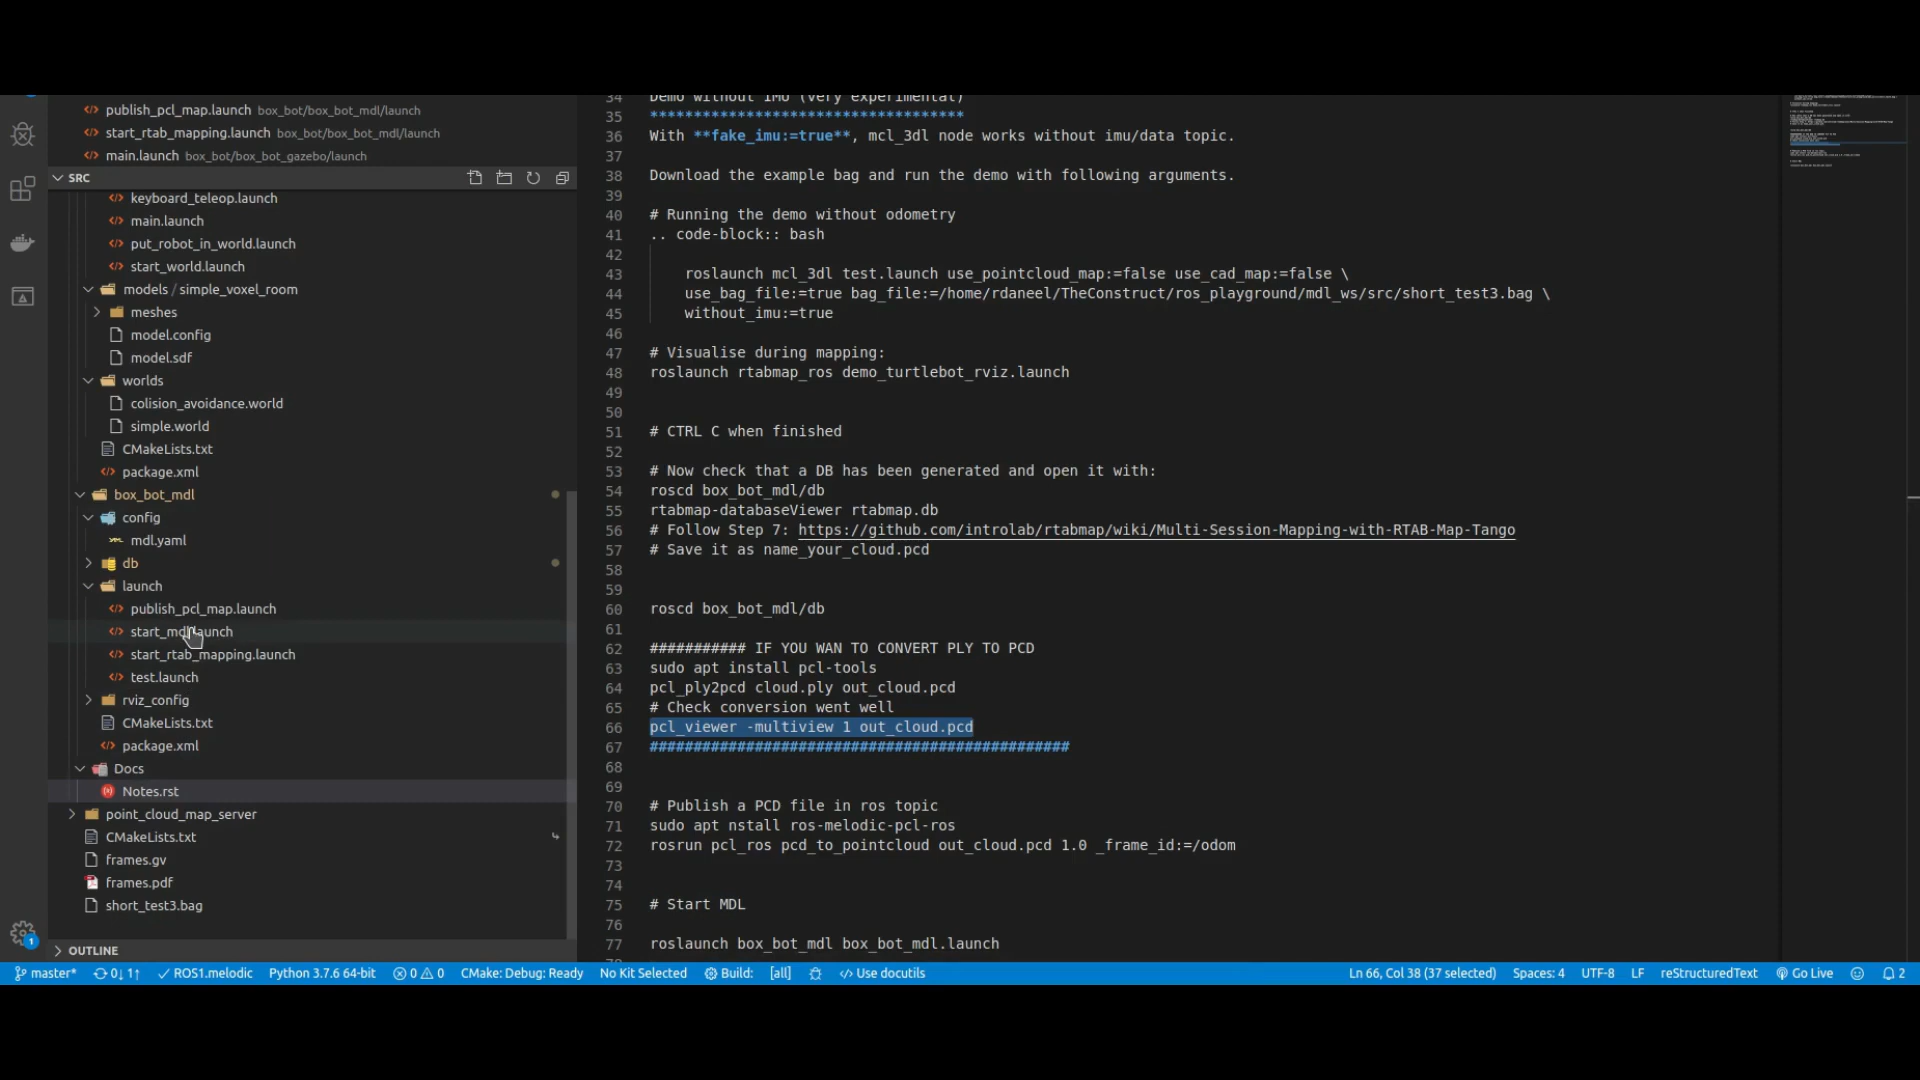 publish_pcl_map.launch box_bot/box_bot_mdl/launch
start_rtab_mapping.launch box_bot/box_bot_mdl/launch
main.launch box_bot/box_bot_gazebo/launch
SRC
keyboard_teleop.launch
main.launch
put_robot_in_world.launch
start_world.launch
models / simple_voxel_room
meshes
model.config
model.sdf
worlds
colision_avoidance.world
simple.world
CMakeLists.txt
package.xml
box_bot_mdl
config
mdl.yaml
db
launch
publish_pcl_map.launch
start_mdl.launch
start_rtab_mapping.launch
test.launch
rviz_config
CMakeLists.txt
package.xml
Docs
Notes.rst
point_cloud_map_server
CMakeLists.txt
frames.gv
frames.pdf
short_test3.bag
OUTLINE
34 Demo without IMU (very experimental)
35 ************************************
36 With **fake_imu:=true**, mcl_3dl node works without imu/data topic.
37
38 Download the example bag and run the demo with following arguments.
39
40 # Running the demo without odometry
41 .. code-block:: bash
42
43 roslaunch mcl_3dl test.launch use_pointcloud_map:=false use_cad_map:=false \
44 use_bag_file:=true bag_file:=/home/rdaneel/TheConstruct/ros_playground/mdl_ws/src/short_test3.bag \
45 without_imu:=true
46
47 # Visualise during mapping:
48 roslaunch rtabmap_ros demo_turtlebot_rviz.launch
49
50
51 # CTRL C when finished
52
53 # Now check that a DB has been generated and open it with:
54 roscd box_bot_mdl/db
55 rtabmap-databaseViewer rtabmap.db
56 # Follow Step 7: https://github.com/introlab/rtabmap/wiki/Multi-Session-Mapping-with-RTAB-Map-Tango
57 # Save it as name_your_cloud.pcd
58
59
60 roscd box_bot_mdl/db
61
62 ########### IF YOU WAN TO CONVERT PLY TO PCD
63 sudo apt install pcl-tools
64 pcl_ply2pcd cloud.ply out_cloud.pcd
65 # Check conversion went well
66 pcl_viewer -multiview 1 out_cloud.pcd
67 ################################################
68
69
70 # Publish a PCD file in ros topic
71 sudo apt nstall ros-melodic-pcl-ros
72 rosrun pcl_ros pcd_to_pointcloud out_cloud.pcd 1.0 _frame_id:=/odom
73
74
75 # Start MDL
76
77 roslaunch box_bot_mdl box_bot_mdl.launch
1
master* 0↓ 1↑ ROS1.melodic Python 3.7.6 64-bit 0 0 CMake: Debug: Ready No Kit Selected Build: [all] Use docutils Ln 66, Col 38 (37 selected) Spaces: 4 UTF-8 LF reStructuredText Go Live 2